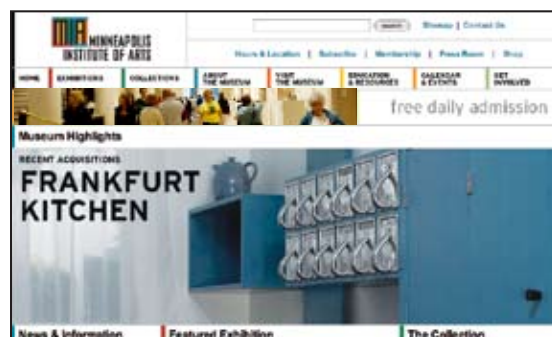 MIA MINNEAPOLIS
INSTITUTE OF ARTS
Search
Sitemap | Contact Us
Hours & Location | Subscribe | Membership | Press Room | Shop
HOME
EXHIBITIONS
COLLECTIONS
ABOUT
THE MUSEUM
VISIT
THE MUSEUM
EDUCATION
& RESOURCES
CALENDAR
& EVENTS
GET
INVOLVED
free daily admission
Museum Highlights
RECENT ACQUISITIONS
FRANKFURT
KITCHEN
News & Information
Featured Exhibition
The Collection